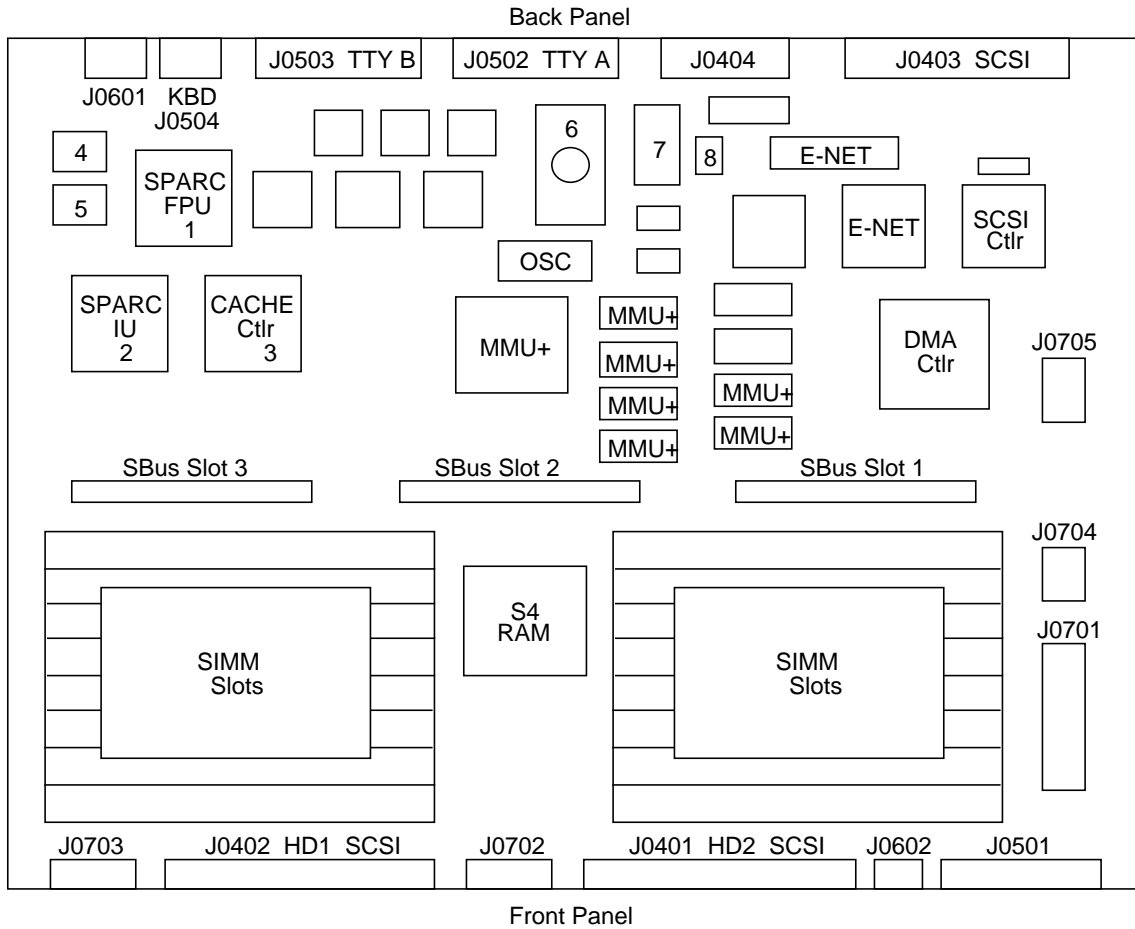 Back Panel
J0503 TTY B
J0502 TTY A
J0404
J0403 SCSI
J0601
KBD
J0504
4
5
SPARC
FPU
1
6
7
8
E-NET
E-NET
SCSI
Ctlr
OSC
SPARC
IU
2
CACHE
Ctlr
3
MMU+
MMU+
MMU+
MMU+
MMU+
MMU+
MMU+
DMA
Ctlr
J0705
SBus Slot 3
SBus Slot 2
SBus Slot 1
J0704
S4
RAM
J0701
SIMM
Slots
SIMM
Slots
J0703
J0402 HD1 SCSI
J0702
J0401 HD2 SCSI
J0602
J0501
Front Panel